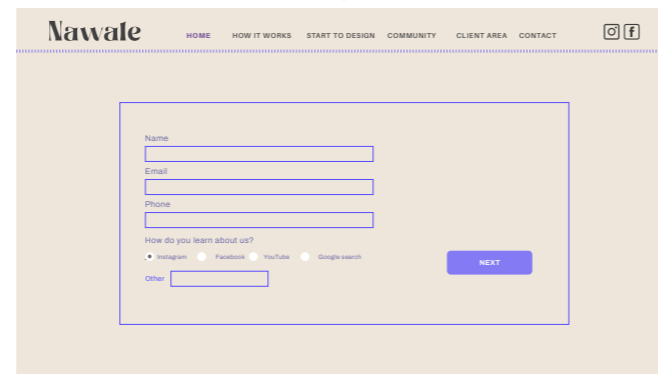 Nawale
HOME HOW IT WORKS START TO DESIGN COMMUNITY CLIENT AREA CONTACT
Name
Email
Phone
How do you learn about us?
Instagram Facebook YouTube Google search
Other
NEXT